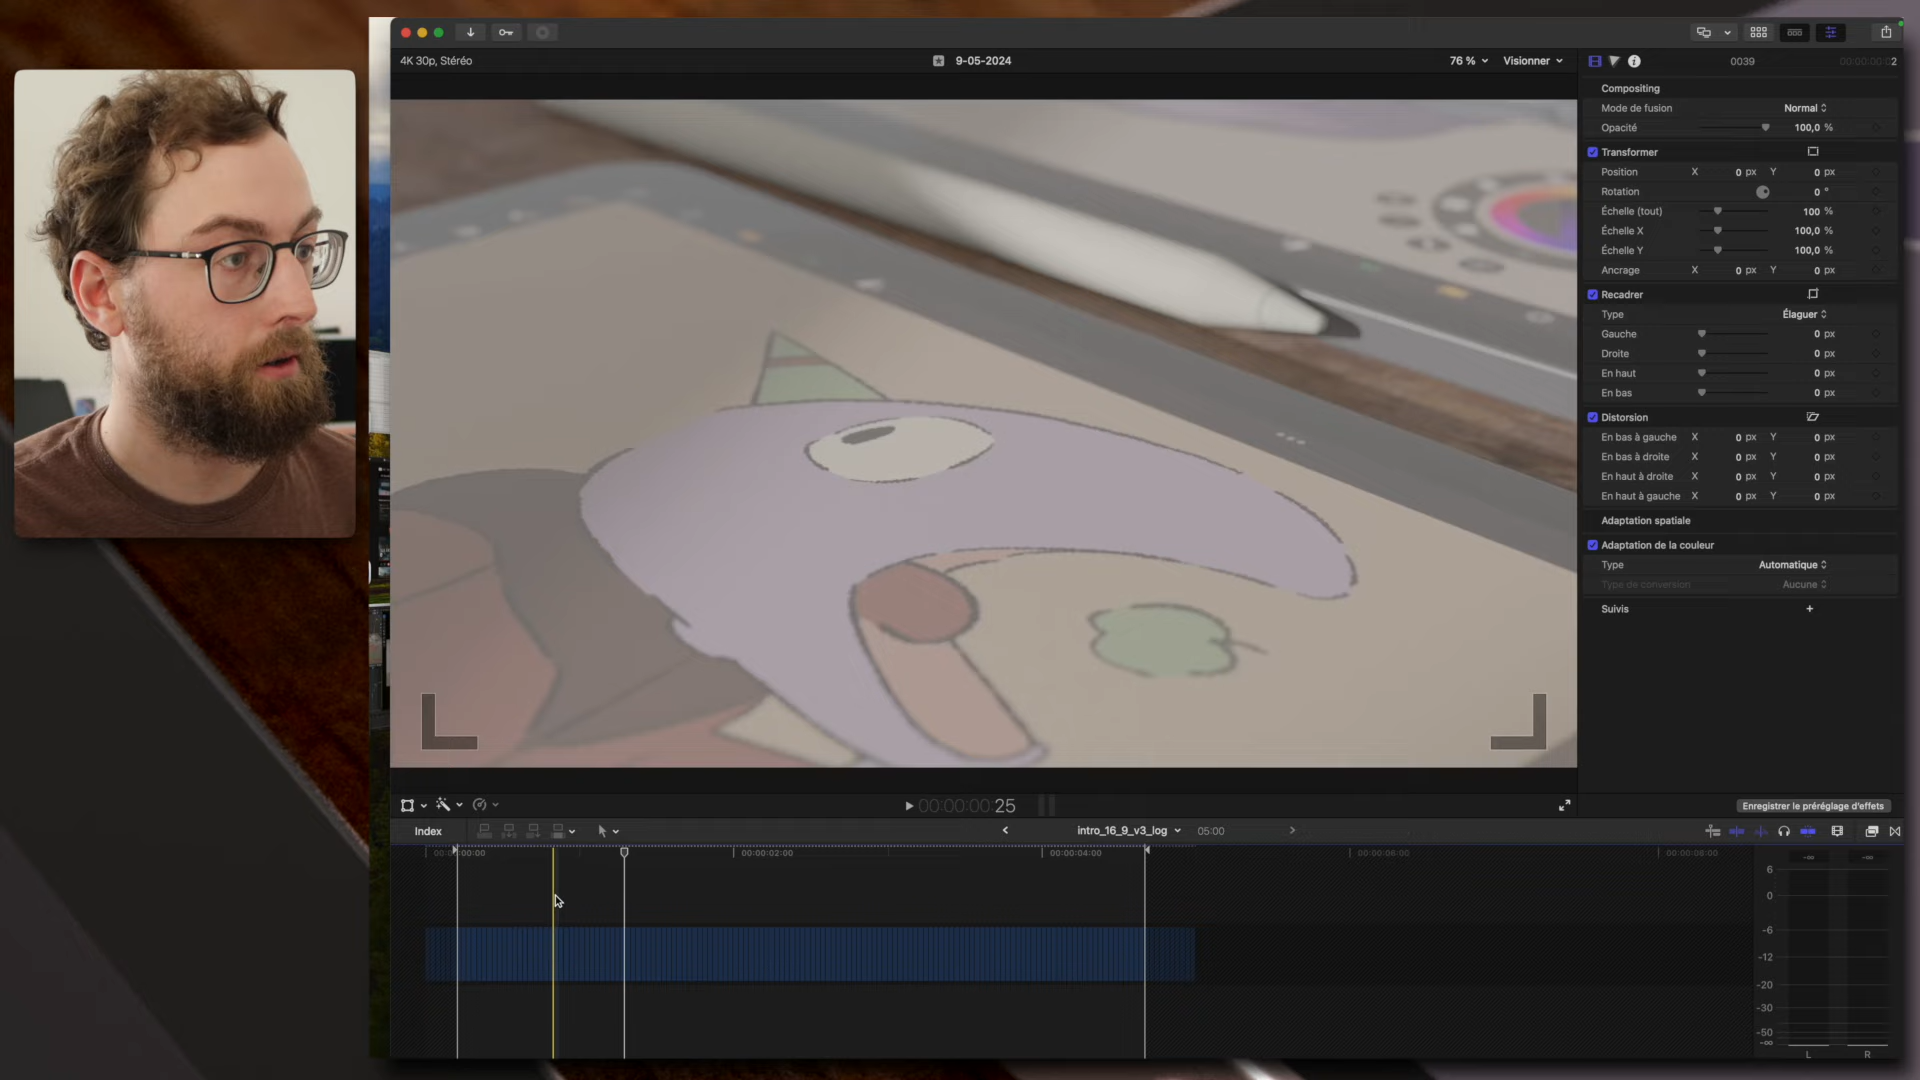 4K 30p, Stéréo
9-05-2024
76 %
Visionner
0039
00:00:00:02
Compositing
Mode de fusion Normal
Opacité 100,0 %
Transformer
Position X 0 px Y 0 px
Rotation 0 °
Échelle (tout) 100 %
Échelle X 100,0 %
Échelle Y 100,0 %
Ancrage X 0 px Y 0 px
Recadrer
Type Élaguer
Gauche 0 px
Droite 0 px
En haut 0 px
En bas 0 px
Distorsion
En bas à gauche X 0 px Y 0 px
En bas à droite X 0 px Y 0 px
En haut à droite X 0 px Y 0 px
En haut à gauche X 0 px Y 0 px
Adaptation spatiale
Adaptation de la couleur
Type Automatique
Type de conversion Aucune
Suivis +
00:00:00:25
Enregistrer le préréglage d'effets
Index
intro_16_9_v3_log
05:00
00:00:02:00
00:00:04:00
00:00:06:00
00:00:08:00
-∞ -∞
6
0
-6
-12
-20
-30
-50
-∞
L R